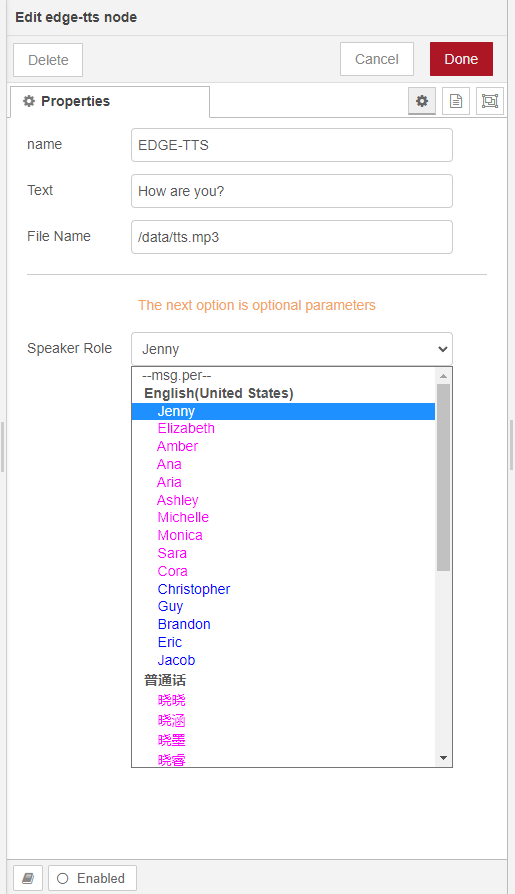 Edit edge-tts node
Delete
Cancel
Done
Properties
name
EDGE-TTS
Text
How are you?
File Name
/data/tts.mp3
The next option is optional parameters
Speaker Role
Jenny
--msg.per--
English(United States)
Jenny
Elizabeth
Amber
Ana
Aria
Ashley
Michelle
Monica
Sara
Cora
Christopher
Guy
Brandon
Eric
Jacob
普通话
晓晓
晓涵
晓墨
晓睿
Enabled